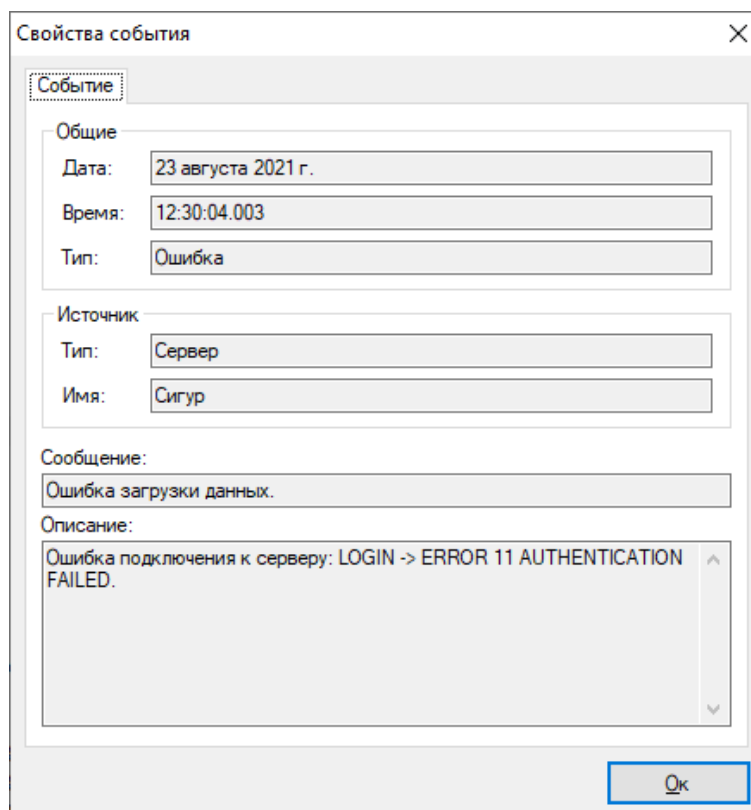 Свойства события
Событие
Общие
Дата: 23 августа 2021 г.
Время: 12:30:04.003
Тип: Ошибка
Источник
Тип: Сервер
Имя: Сигур
Сообщение:
Ошибка загрузки данных.
Описание:
Ошибка подключения к серверу: LOGIN -> ERROR 11 AUTHENTICATION
FAILED.
Ок